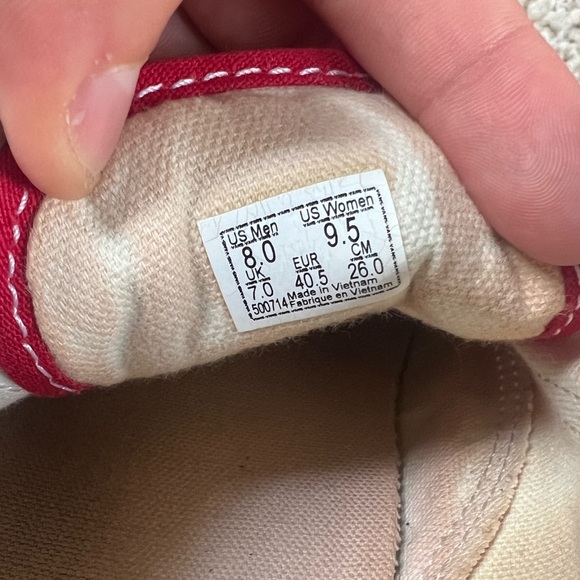 US Men US Women
8.0 9.5
UK EUR CM
7.0 40.5 26.0
500714 Made in Vietnam
Fabrique en Vietnam